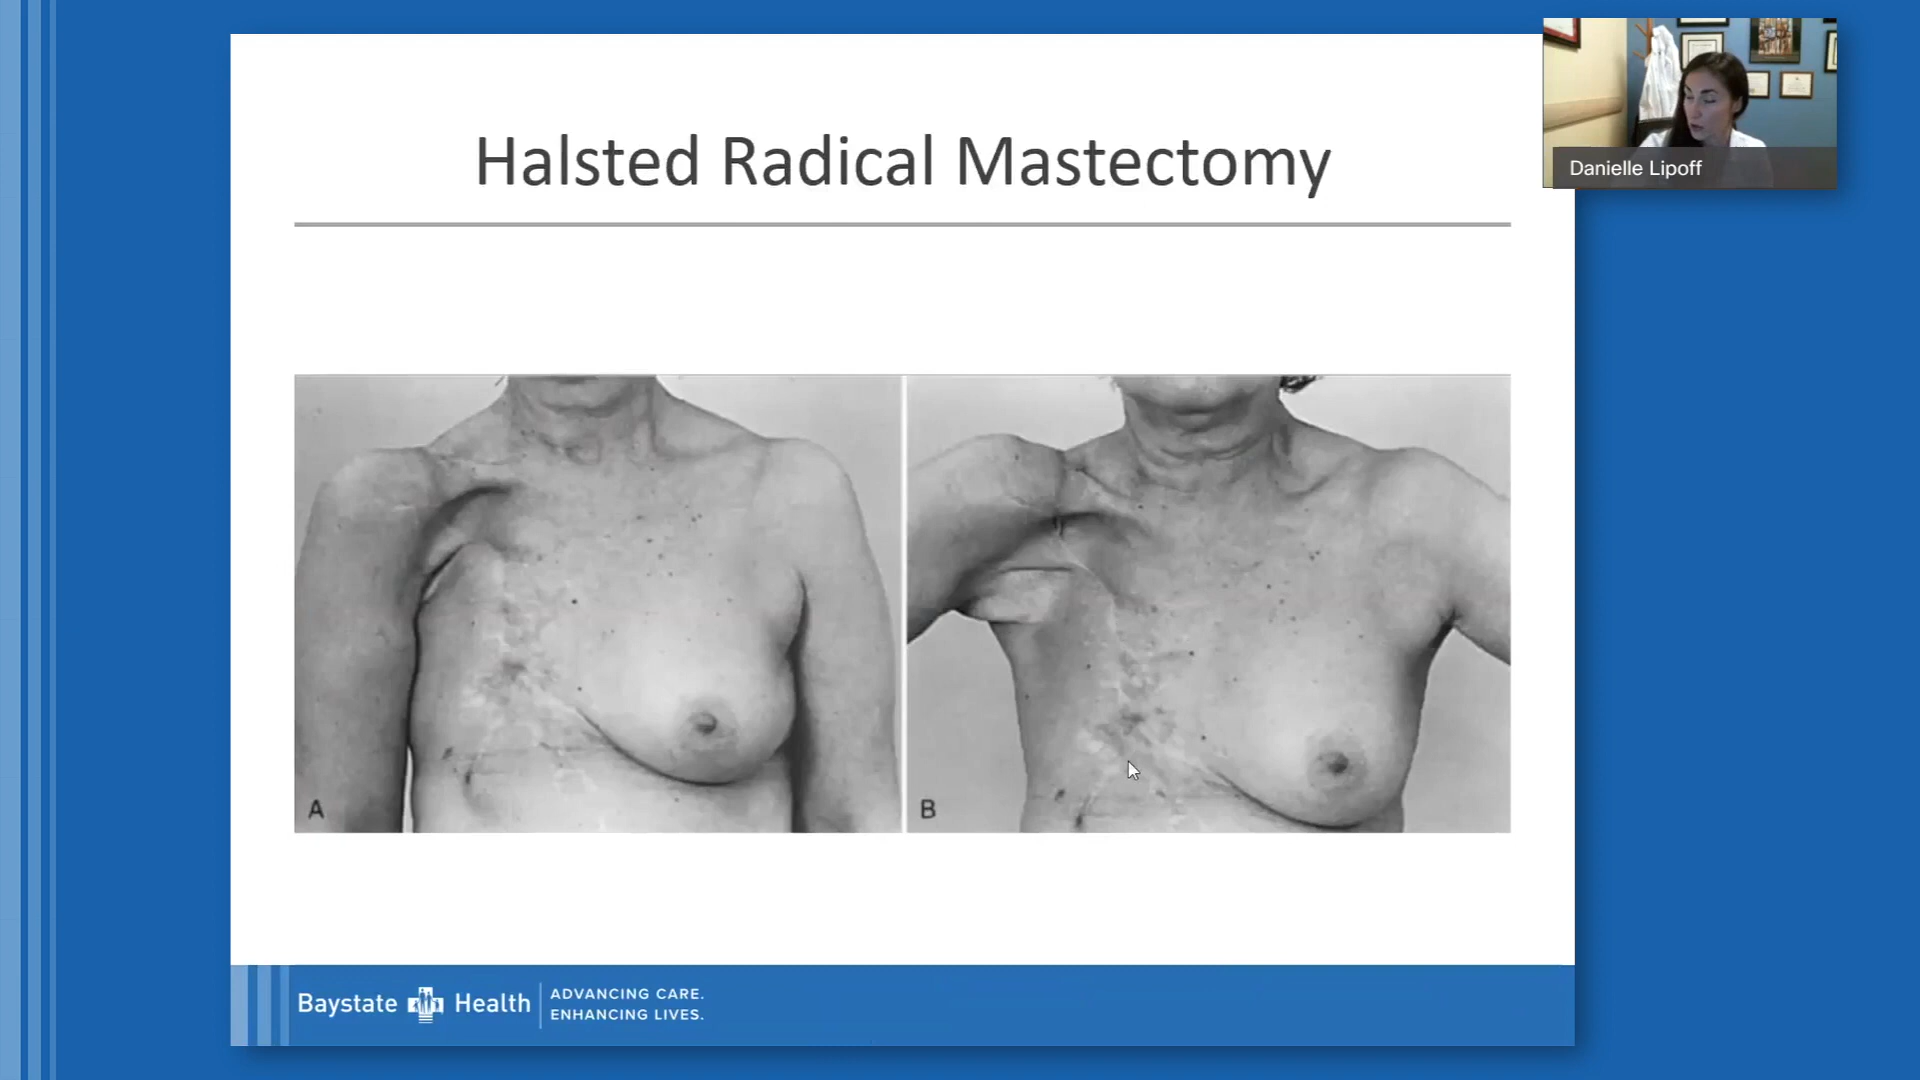 Halsted Radical Mastectomy
Danielle Lipoff
A
B
Baystate Health
ADVANCING CARE.
ENHANCING LIVES.